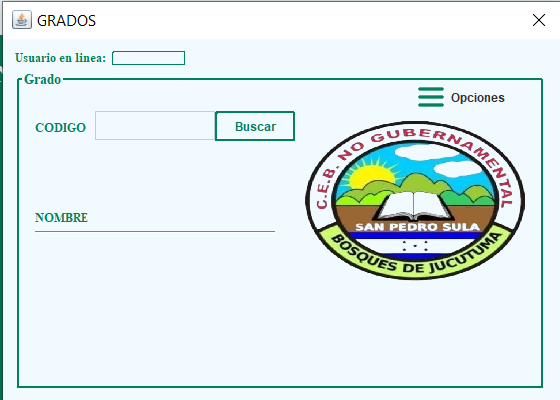 GRADOS
Usuario en linea:
Grado
Opciones
CODIGO
Buscar
NOMBRE
C.E.B. NO GUBERNAMENTAL
SAN PEDRO SULA
BOSQUES DE JUCUTUMA